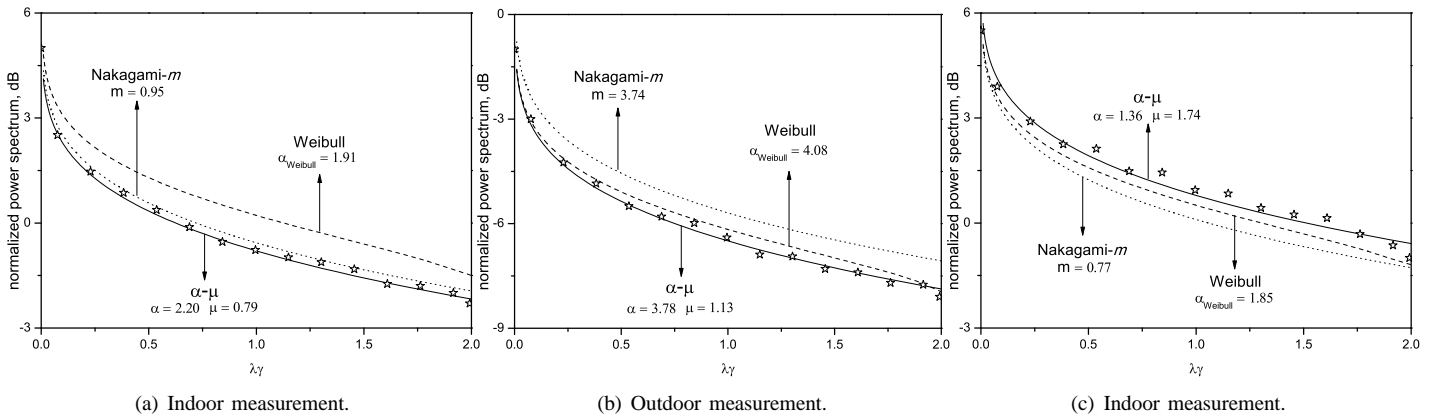 normalized power spectrum, dB
6
3
0
-3
Nakagami-m
m = 0.95
Weibull
αWeibull = 1.91
α-μ
α = 2.20 μ = 0.79
0.0 0.5 1.0 1.5 2.0
λγ
(a) Indoor measurement.
normalized power spectrum, dB
0
-3
-6
-9
Nakagami-m
m = 3.74
Weibull
αWeibull = 4.08
α-μ
α = 3.78 μ = 1.13
0.0 0.5 1.0 1.5 2.0
λγ
(b) Outdoor measurement.
normalized power spectrum, dB
6
3
0
-3
α-μ
α = 1.36 μ = 1.74
Nakagami-m
m = 0.77
Weibull
αWeibull = 1.85
0.0 0.5 1.0 1.5 2.0
λγ
(c) Indoor measurement.